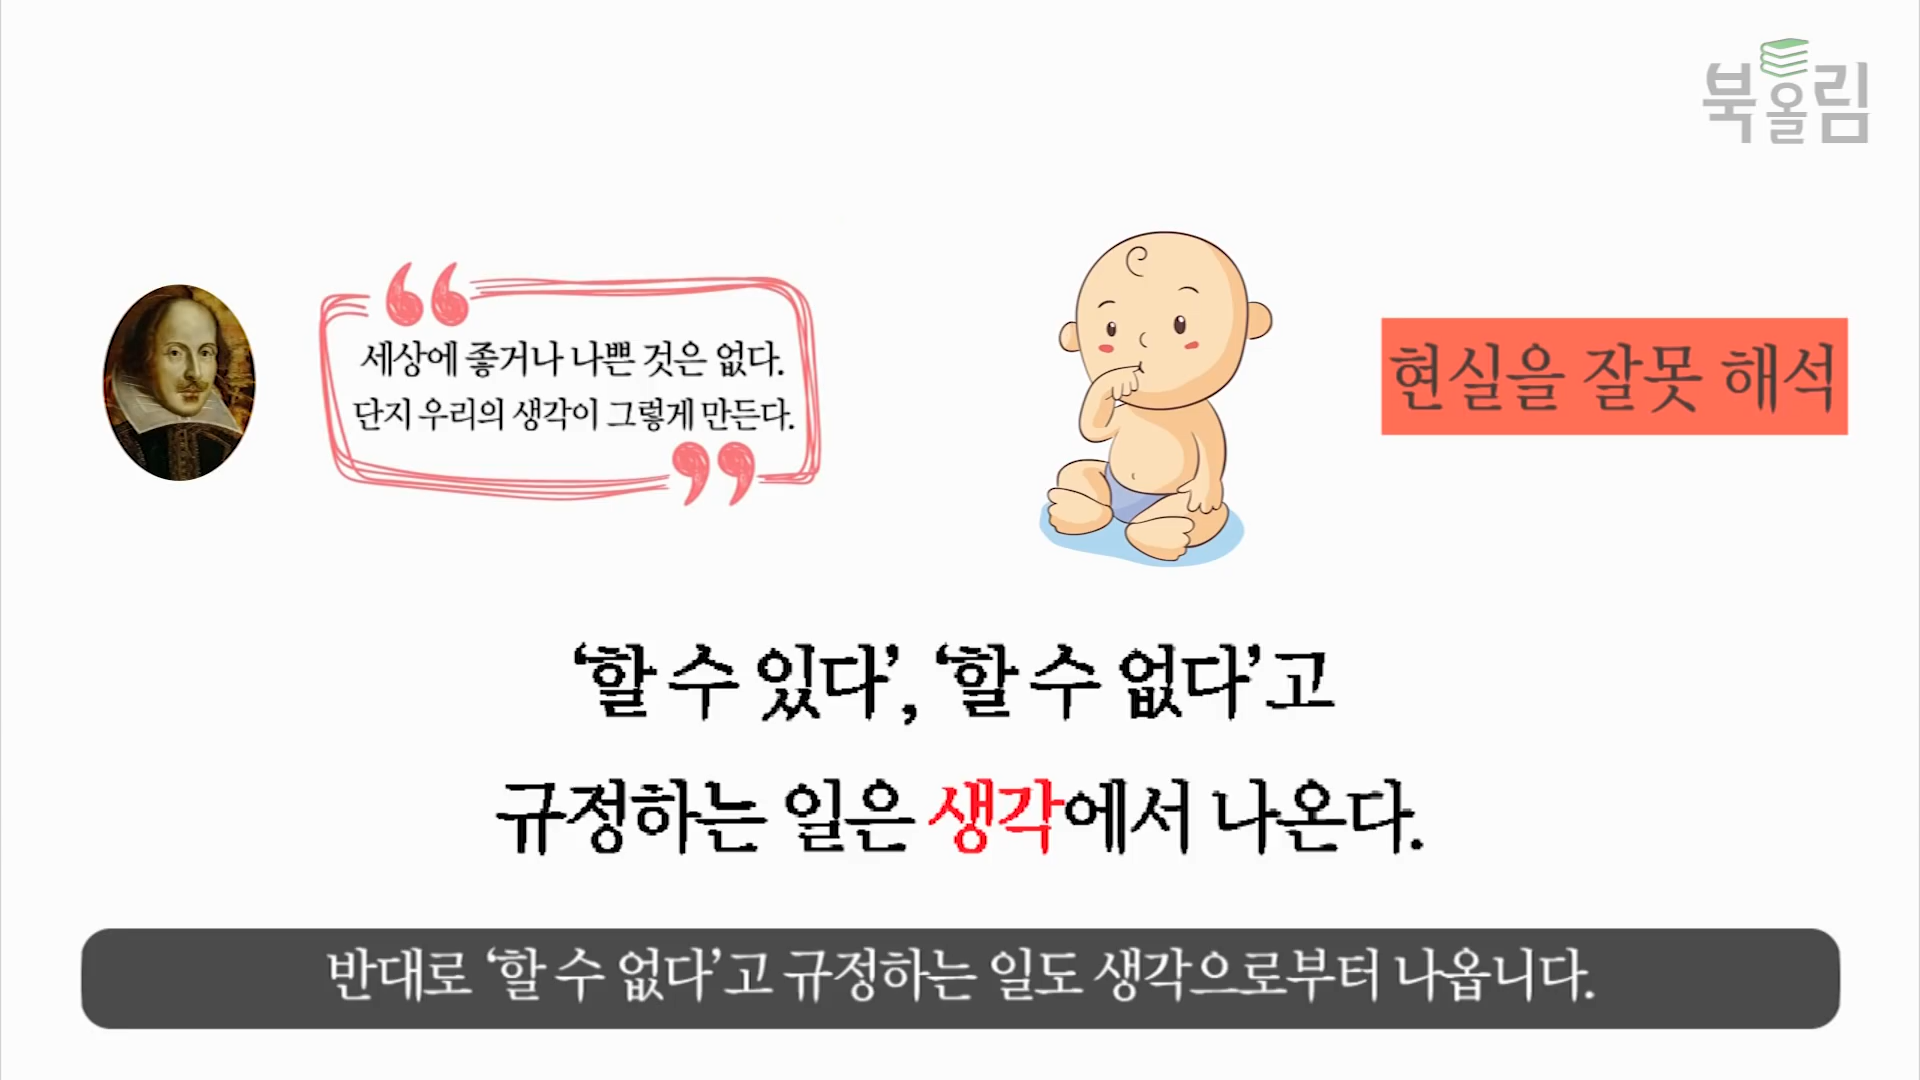 북올림
세상에 좋거나 나쁜 것은 없다.
단지 우리의 생각이 그렇게 만든다.
현실을 잘못 해석
‘할 수 있다’, ‘할 수 없다’고
규정하는 일은 생각에서 나온다.
반대로 ‘할 수 없다’고 규정하는 일도 생각으로부터 나옵니다.